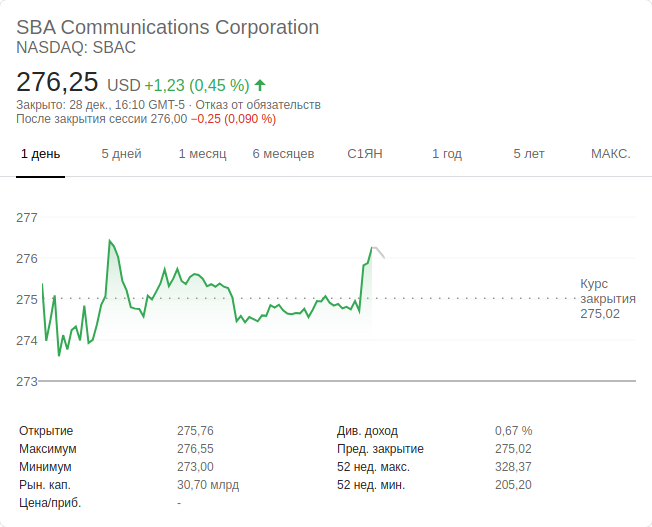 SBA Communications Corporation
NASDAQ: SBAC
276,25 USD +1,23 (0,45 %)
Закрыто: 28 дек., 16:10 GMT-5 · Отказ от обязательств
После закрытия сессии 276,00 −0,25 (0,090 %)
1 день 5 дней 1 месяц 6 месяцев С1ЯН 1 год 5 лет МАКС.
277
276
275
274
273
Курс
закрытия
275,02
Открытие 275,76 Див. доход 0,67 %
Максимум 276,55 Пред. закрытие 275,02
Минимум 273,00 52 нед. макс. 328,37
Рын. кап. 30,70 млрд 52 нед. мин. 205,20
Цена/приб. -